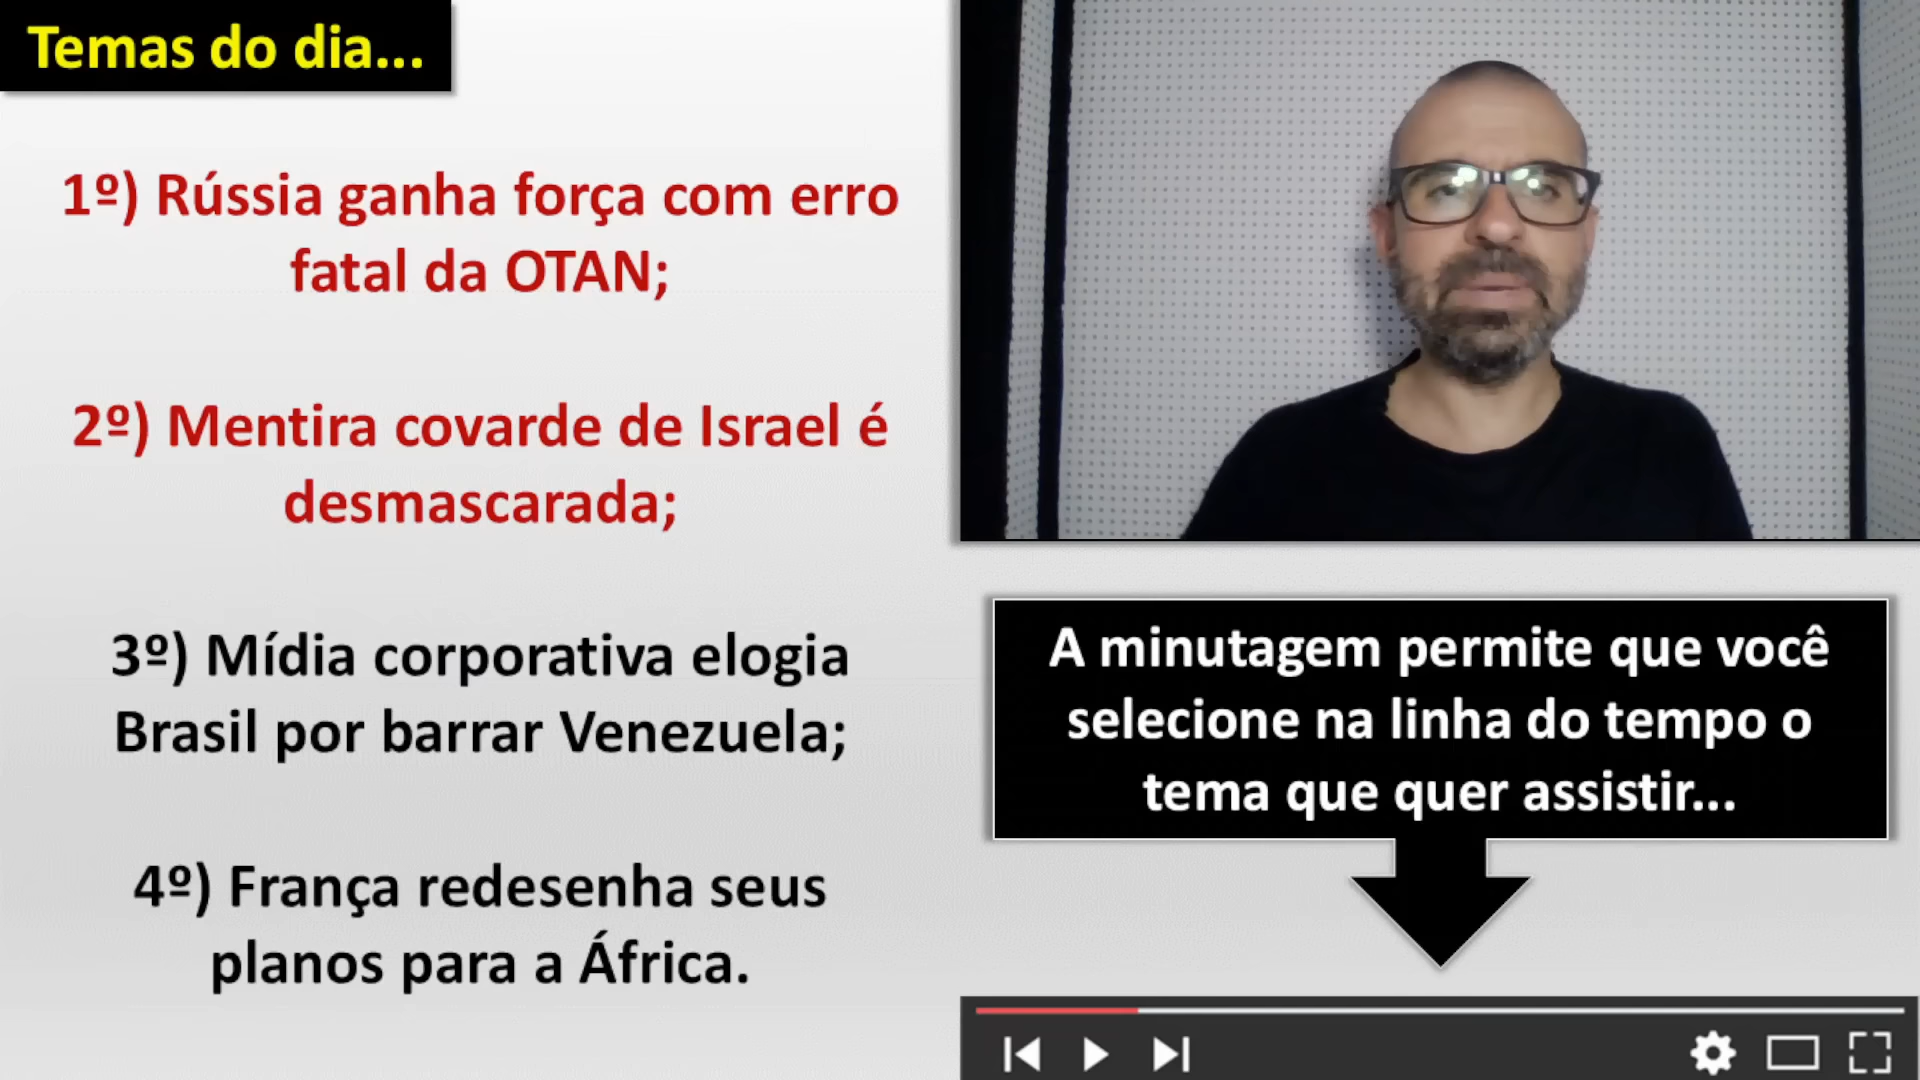 Temas do dia...
1º) Rússia ganha força com erro
fatal da OTAN;
2º) Mentira covarde de Israel é
desmascarada;
3º) Mídia corporativa elogia
Brasil por barrar Venezuela;
4º) França redesenha seus
planos para a África.
A minutagem permite que você
selecione na linha do tempo o
tema que quer assistir...